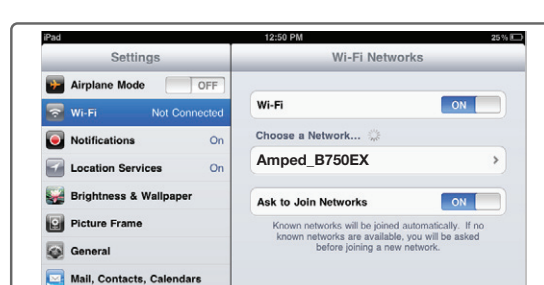 iPad 12:50 PM 25%
Settings
Wi-Fi Networks
Airplane Mode OFF
Wi-Fi Not Connected
Notifications On
Location Services On
Brightness & Wallpaper
Picture Frame
General
Mail, Contacts, Calendars
Wi-Fi ON
Choose a Network...
Amped_B750EX
Ask to Join Networks ON
Known networks will be joined automatically. If no
known networks are available, you will be asked
before joining a new network.